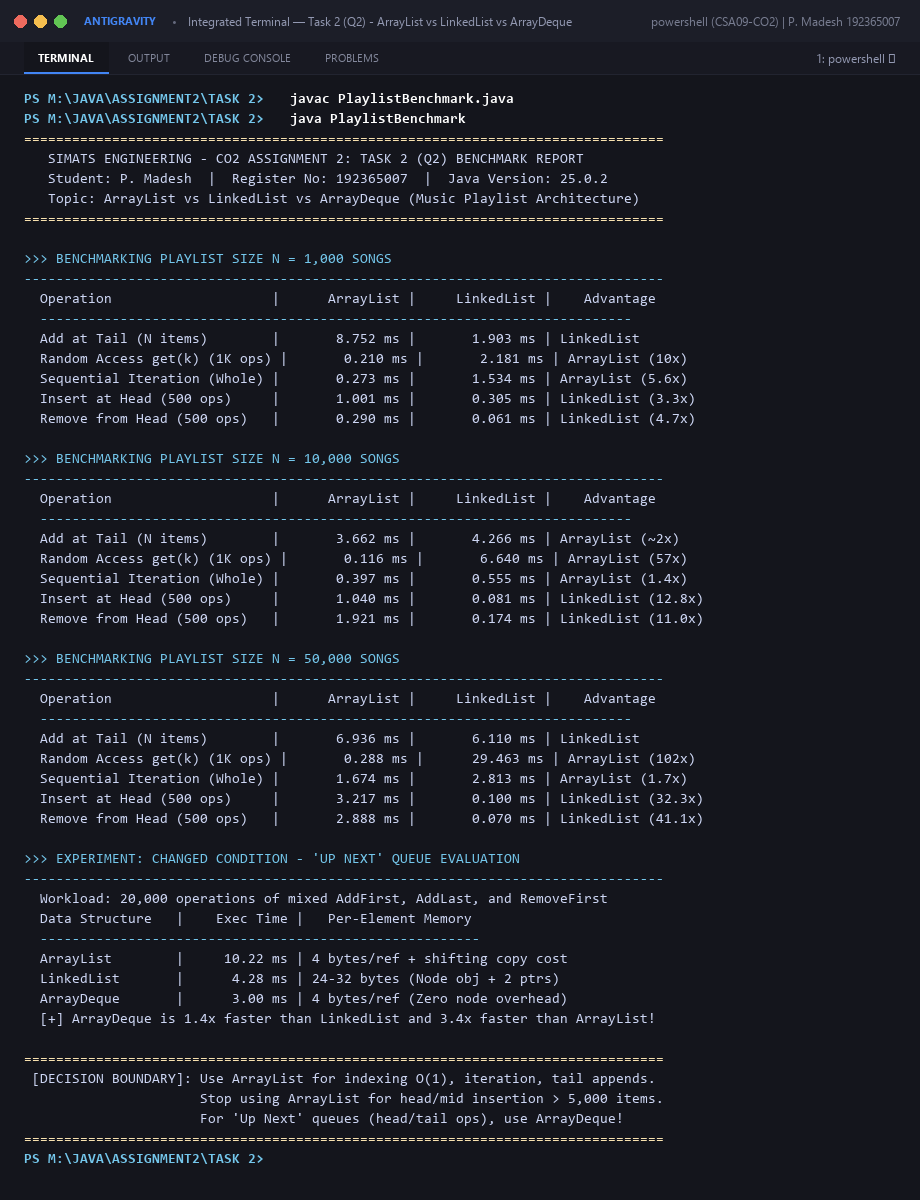 ANTIGRAVITY • Integrated Terminal — Task 2 (Q2) - ArrayList vs LinkedList vs ArrayDeque powershell (CSA09-CO2) | P. Madesh 192365007
TERMINAL OUTPUT DEBUG CONSOLE PROBLEMS 1: powershell
PS M:\JAVA\ASSIGNMENT2\TASK 2> javac PlaylistBenchmark.java
PS M:\JAVA\ASSIGNMENT2\TASK 2> java PlaylistBenchmark
================================================================================
SIMATS ENGINEERING - CO2 ASSIGNMENT 2: TASK 2 (Q2) BENCHMARK REPORT
Student: P. Madesh | Register No: 192365007 | Java Version: 25.0.2
Topic: ArrayList vs LinkedList vs ArrayDeque (Music Playlist Architecture)
================================================================================
>>> BENCHMARKING PLAYLIST SIZE N = 1,000 SONGS
--------------------------------------------------------------------------------
Operation | ArrayList | LinkedList | Advantage
--------------------------------------------------------------------------
Add at Tail (N items) | 8.752 ms | 1.903 ms | LinkedList
Random Access get(k) (1K ops) | 0.210 ms | 2.181 ms | ArrayList (10x)
Sequential Iteration (Whole) | 0.273 ms | 1.534 ms | ArrayList (5.6x)
Insert at Head (500 ops) | 1.001 ms | 0.305 ms | LinkedList (3.3x)
Remove from Head (500 ops) | 0.290 ms | 0.061 ms | LinkedList (4.7x)
>>> BENCHMARKING PLAYLIST SIZE N = 10,000 SONGS
--------------------------------------------------------------------------------
Operation | ArrayList | LinkedList | Advantage
--------------------------------------------------------------------------
Add at Tail (N items) | 3.662 ms | 4.266 ms | ArrayList (~2x)
Random Access get(k) (1K ops) | 0.116 ms | 6.640 ms | ArrayList (57x)
Sequential Iteration (Whole) | 0.397 ms | 0.555 ms | ArrayList (1.4x)
Insert at Head (500 ops) | 1.040 ms | 0.081 ms | LinkedList (12.8x)
Remove from Head (500 ops) | 1.921 ms | 0.174 ms | LinkedList (11.0x)
>>> BENCHMARKING PLAYLIST SIZE N = 50,000 SONGS
--------------------------------------------------------------------------------
Operation | ArrayList | LinkedList | Advantage
--------------------------------------------------------------------------
Add at Tail (N items) | 6.936 ms | 6.110 ms | LinkedList
Random Access get(k) (1K ops) | 0.288 ms | 29.463 ms | ArrayList (102x)
Sequential Iteration (Whole) | 1.674 ms | 2.813 ms | ArrayList (1.7x)
Insert at Head (500 ops) | 3.217 ms | 0.100 ms | LinkedList (32.3x)
Remove from Head (500 ops) | 2.888 ms | 0.070 ms | LinkedList (41.1x)
>>> EXPERIMENT: CHANGED CONDITION - 'UP NEXT' QUEUE EVALUATION
--------------------------------------------------------------------------------
Workload: 20,000 operations of mixed AddFirst, AddLast, and RemoveFirst
Data Structure | Exec Time | Per-Element Memory
-------------------------------------------------------
ArrayList | 10.22 ms | 4 bytes/ref + shifting copy cost
LinkedList | 4.28 ms | 24-32 bytes (Node obj + 2 ptrs)
ArrayDeque | 3.00 ms | 4 bytes/ref (Zero node overhead)
[+] ArrayDeque is 1.4x faster than LinkedList and 3.4x faster than ArrayList!
================================================================================
[DECISION BOUNDARY]: Use ArrayList for indexing O(1), iteration, tail appends.
Stop using ArrayList for head/mid insertion > 5,000 items.
For 'Up Next' queues (head/tail ops), use ArrayDeque!
================================================================================
PS M:\JAVA\ASSIGNMENT2\TASK 2>